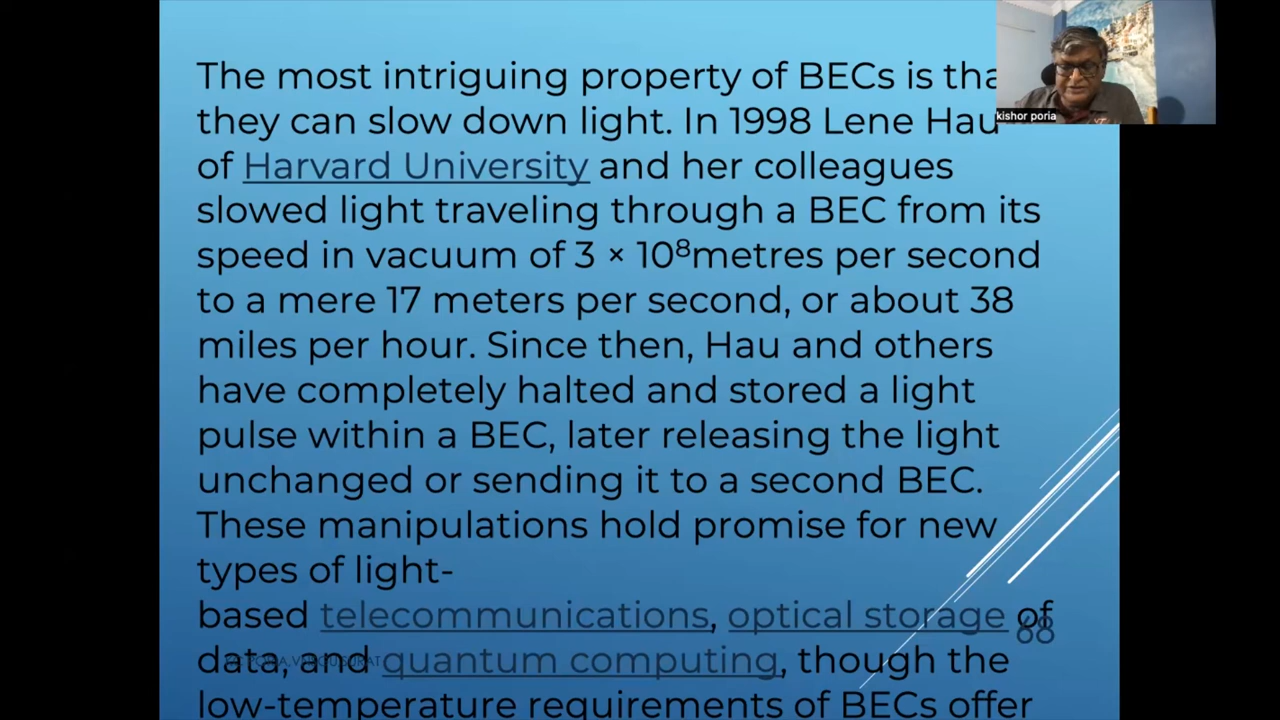 The most intriguing property of BECs is tha
they can slow down light. In 1998 Lene Hau
kishor poria
of Harvard University and her colleagues
slowed light traveling through a BEC from its
speed in vacuum of 3 × 10⁸metres per second
to a mere 17 meters per second, or about 38
miles per hour. Since then, Hau and others
have completely halted and stored a light
pulse within a BEC, later releasing the light
unchanged or sending it to a second BEC.
These manipulations hold promise for new
types of light-
based telecommunications, optical storage of
68
data, and quantum computing, though the
low-temperature requirements of BECs offer